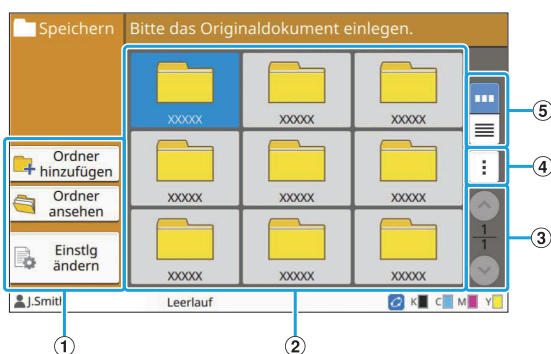 Speichern
Bitte das Originaldokument einlegen.
XXXXX XXXXX XXXXX
XXXXX XXXXX XXXXX
XXXXX XXXXX XXXXX
Ordner
hinzufügen
Ordner
ansehen
Einstlg
ändern
1
1
5
4
3
J.Smith
Leerlauf
K C M Y
1
2